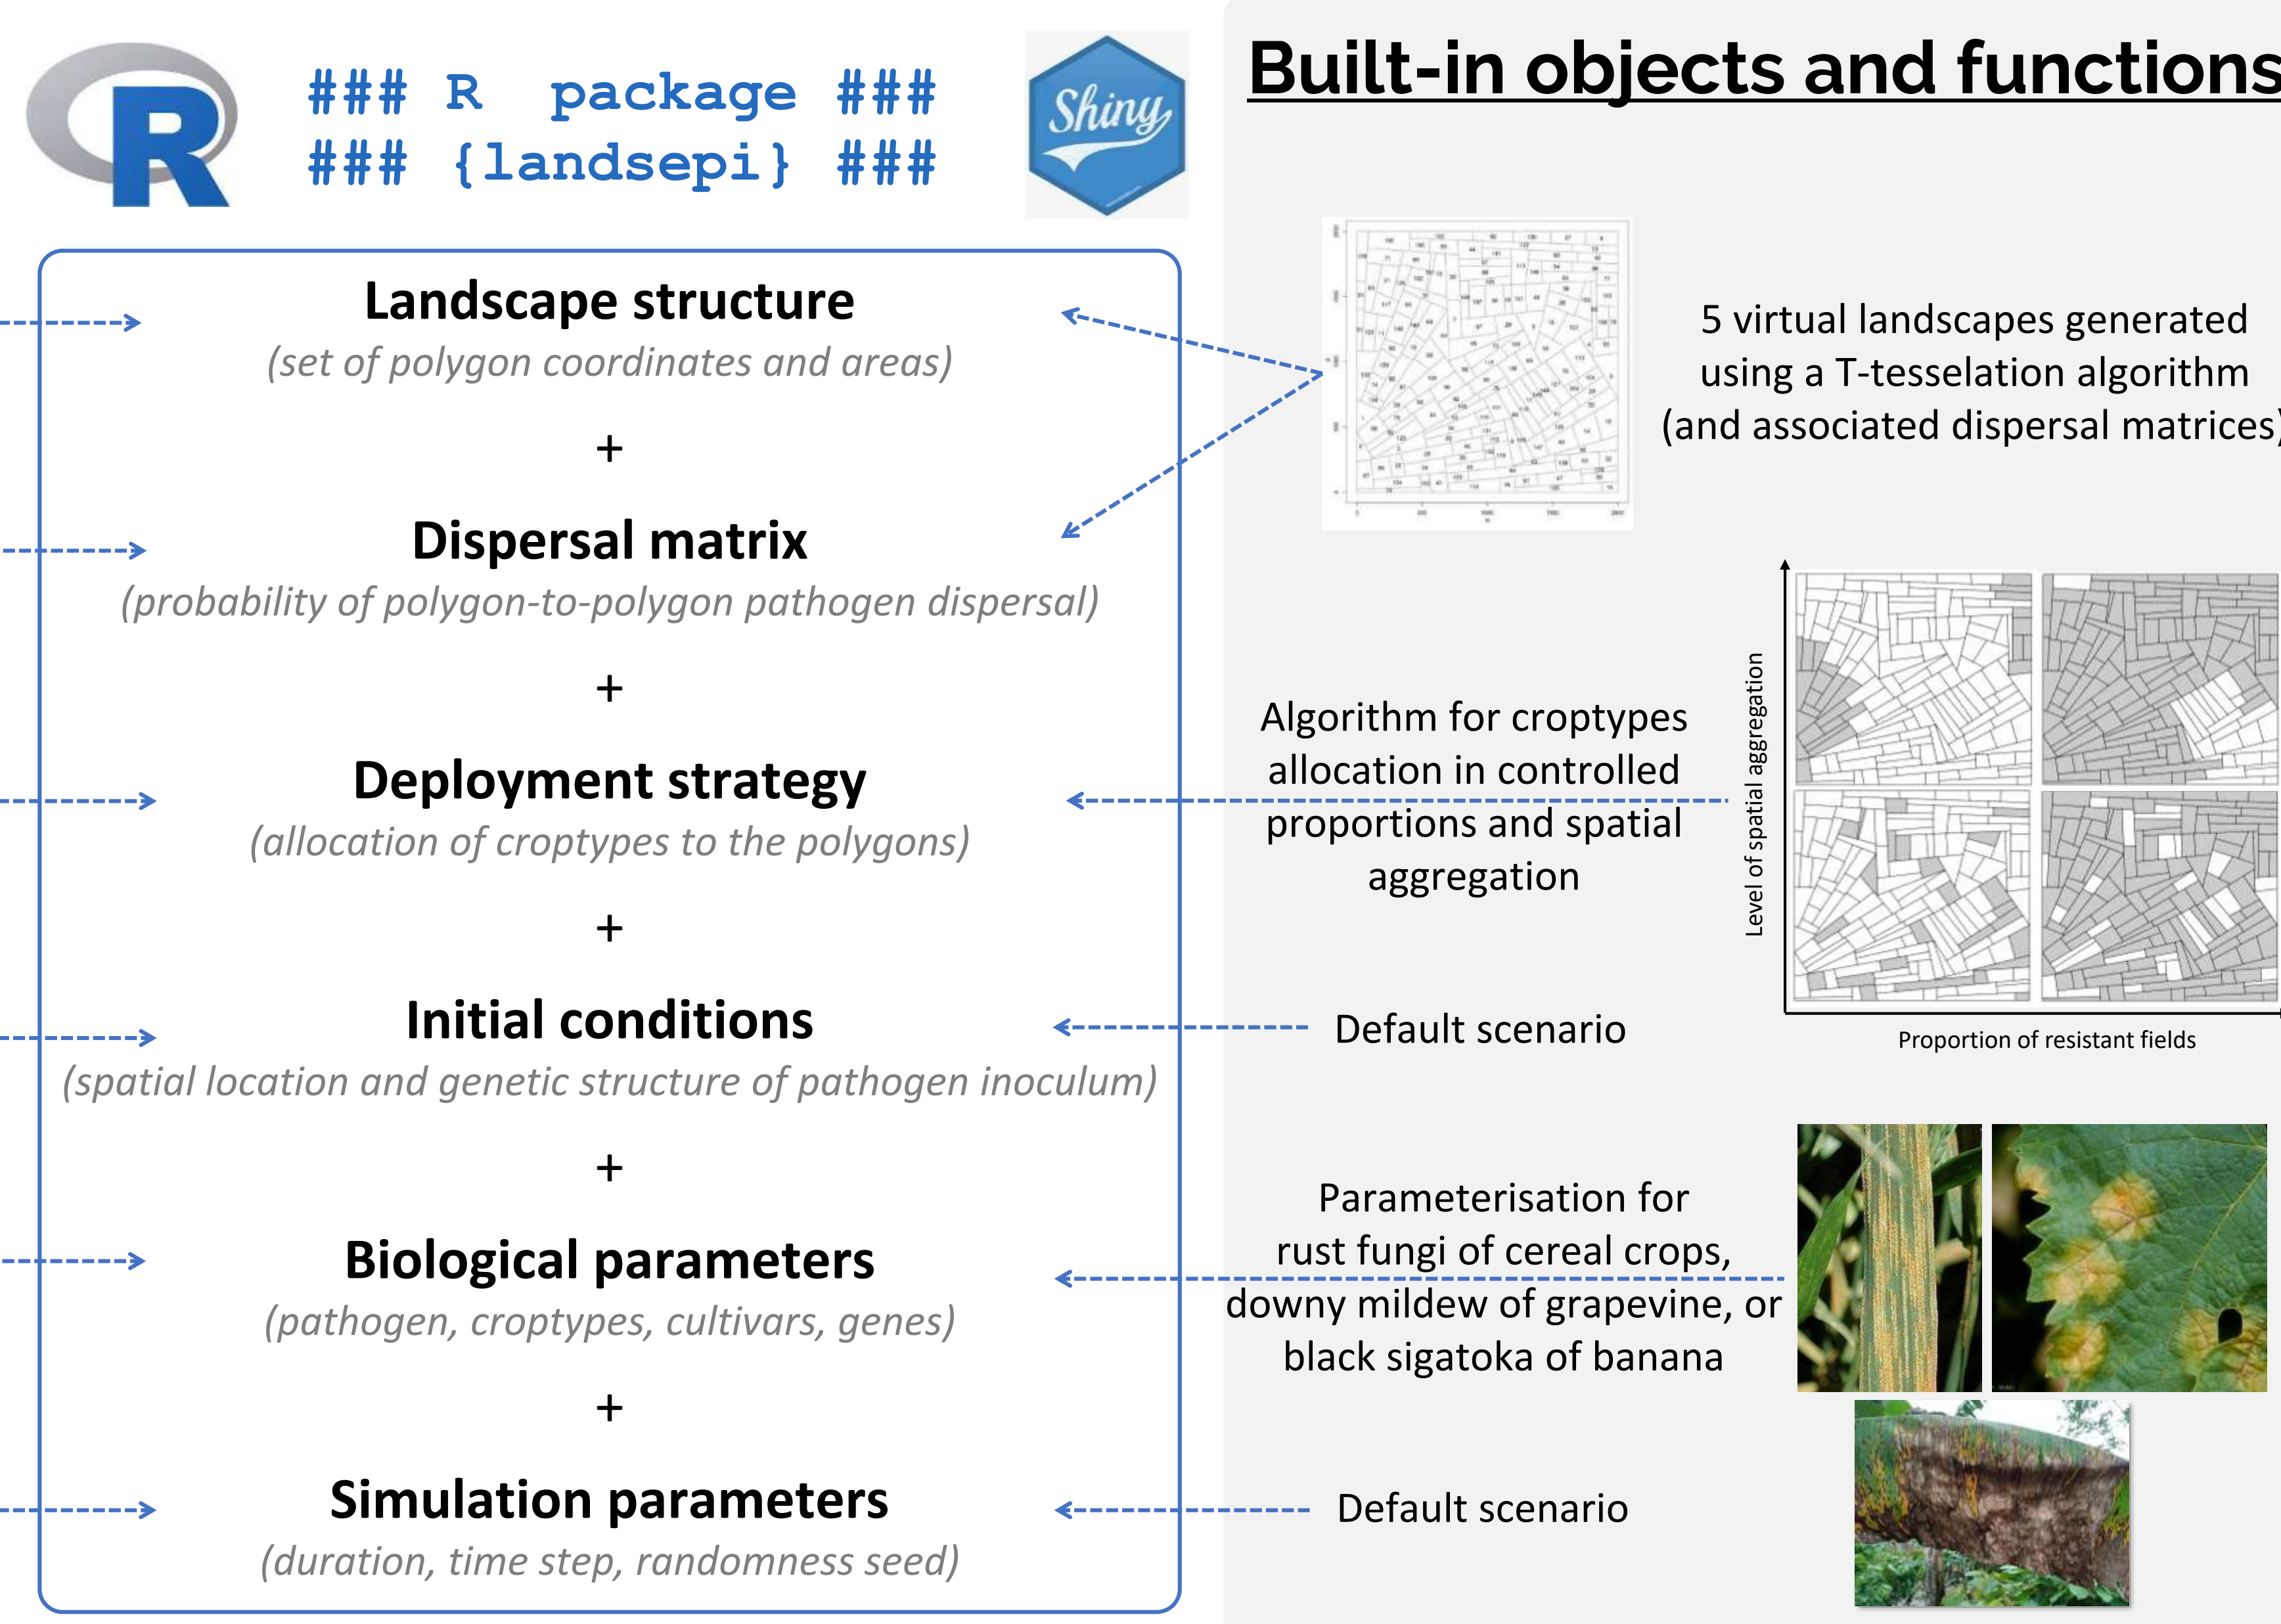 ### R package ###
### {landsepi} ###
Shiny
Built-in objects and functions
Landscape structure
(set of polygon coordinates and areas)
+
Dispersal matrix
(probability of polygon-to-polygon pathogen dispersal)
+
Deployment strategy
(allocation of croptypes to the polygons)
+
Initial conditions
(spatial location and genetic structure of pathogen inoculum)
+
Biological parameters
(pathogen, croptypes, cultivars, genes)
+
Simulation parameters
(duration, time step, randomness seed)
5 virtual landscapes generated
using a T-tesselation algorithm
(and associated dispersal matrices)
Algorithm for croptypes
allocation in controlled
proportions and spatial
aggregation
Level of spatial aggregation
Proportion of resistant fields
Default scenario
Parameterisation for
rust fungi of cereal crops,
downy mildew of grapevine, or
black sigatoka of banana
Default scenario